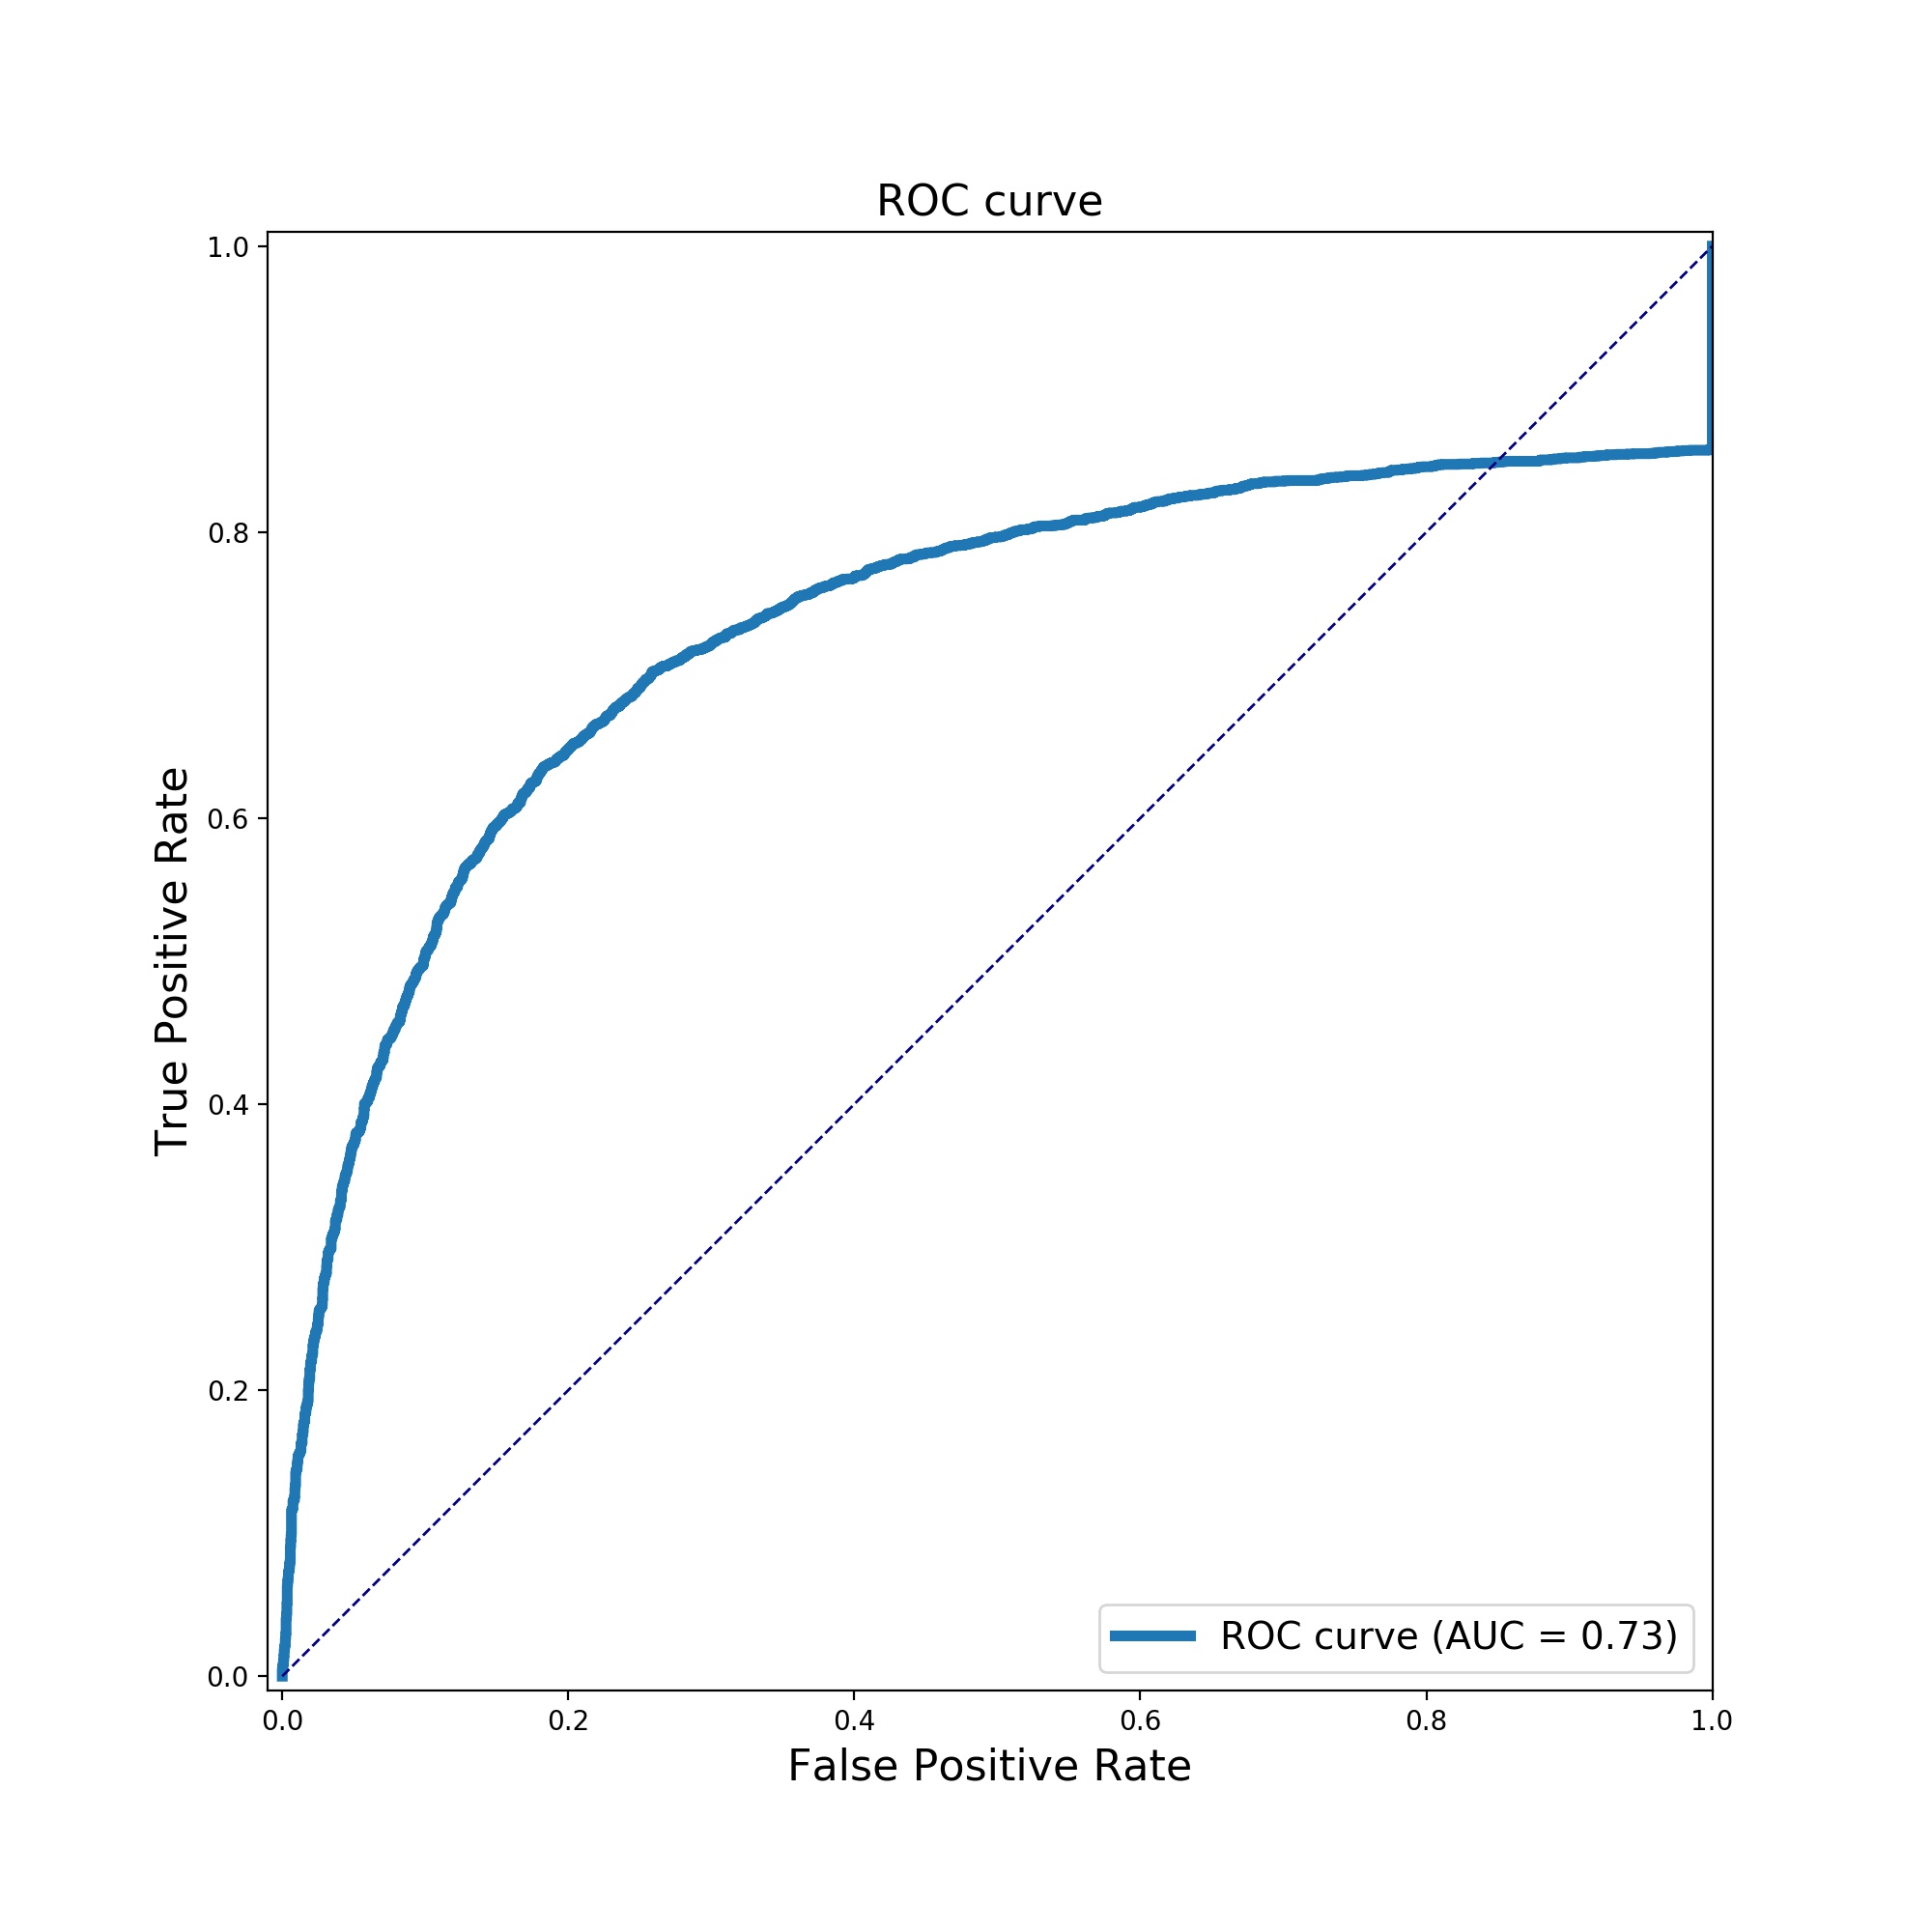 ROC curve
True Positive Rate
1.0
0.8
0.6
0.4
0.2
0.0
ROC curve (AUC = 0.73)
0.0 0.2 0.4 0.6 0.8 1.0
False Positive Rate